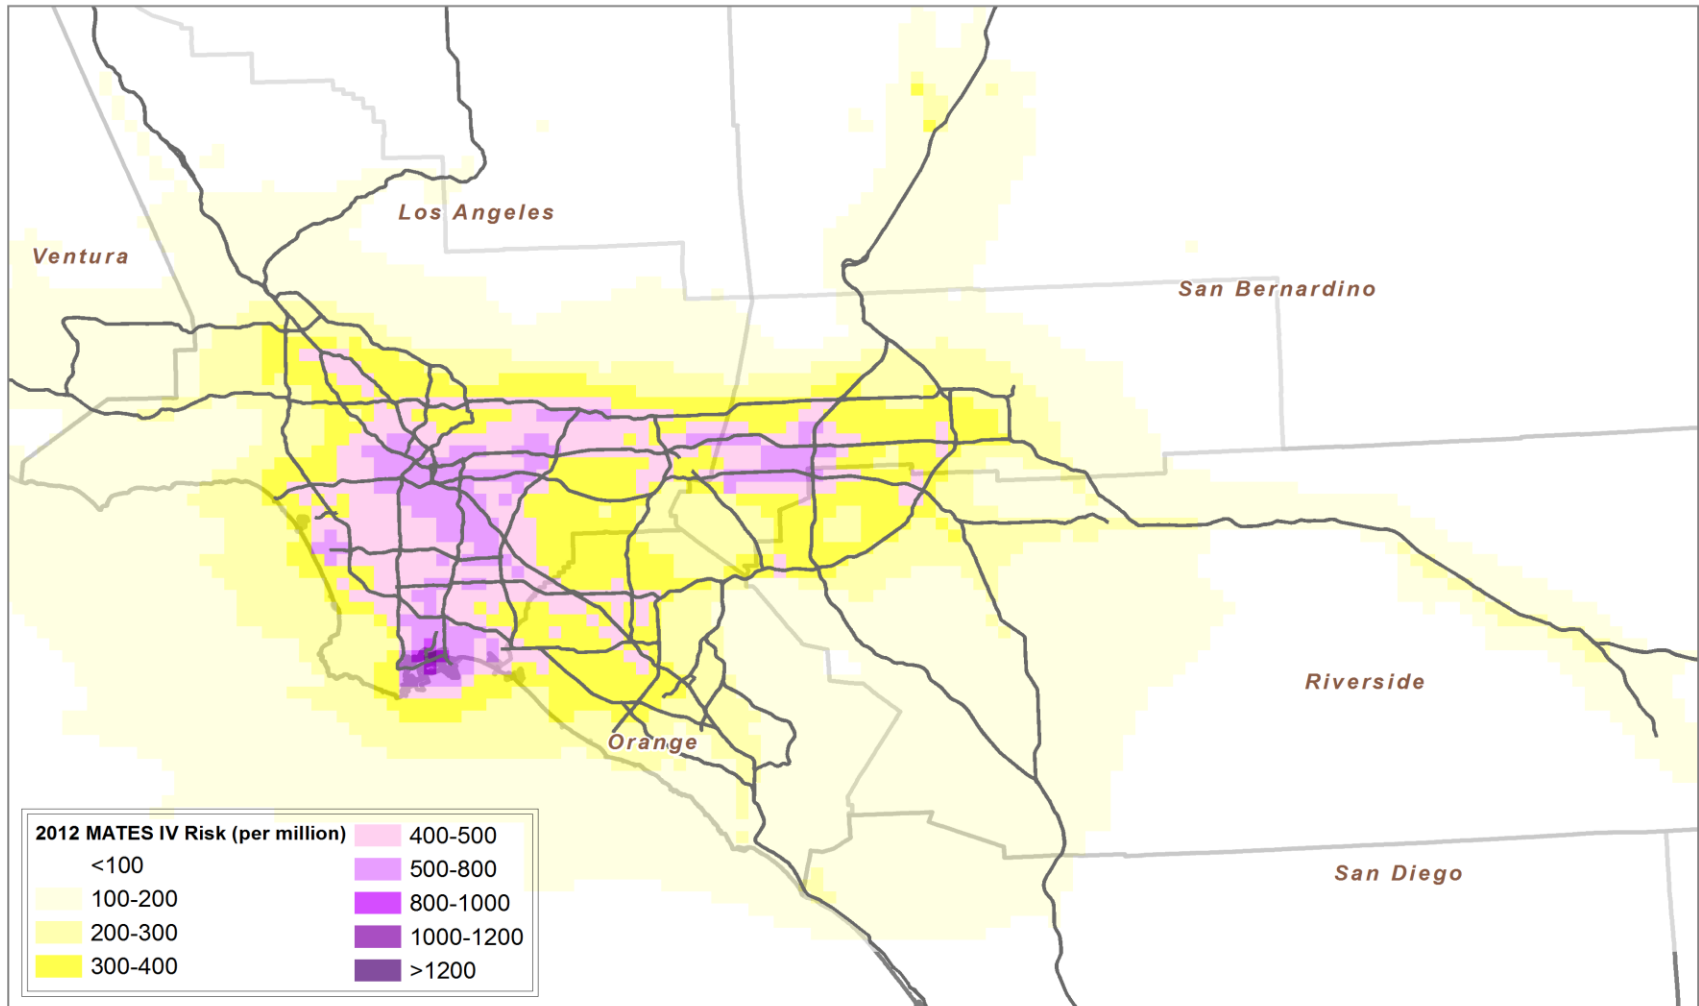 Los Angeles
Ventura
San Bernardino
Riverside
Orange
San Diego
2012 MATES IV Risk (per million)
<100
100-200
200-300
300-400
400-500
500-800
800-1000
1000-1200
>1200